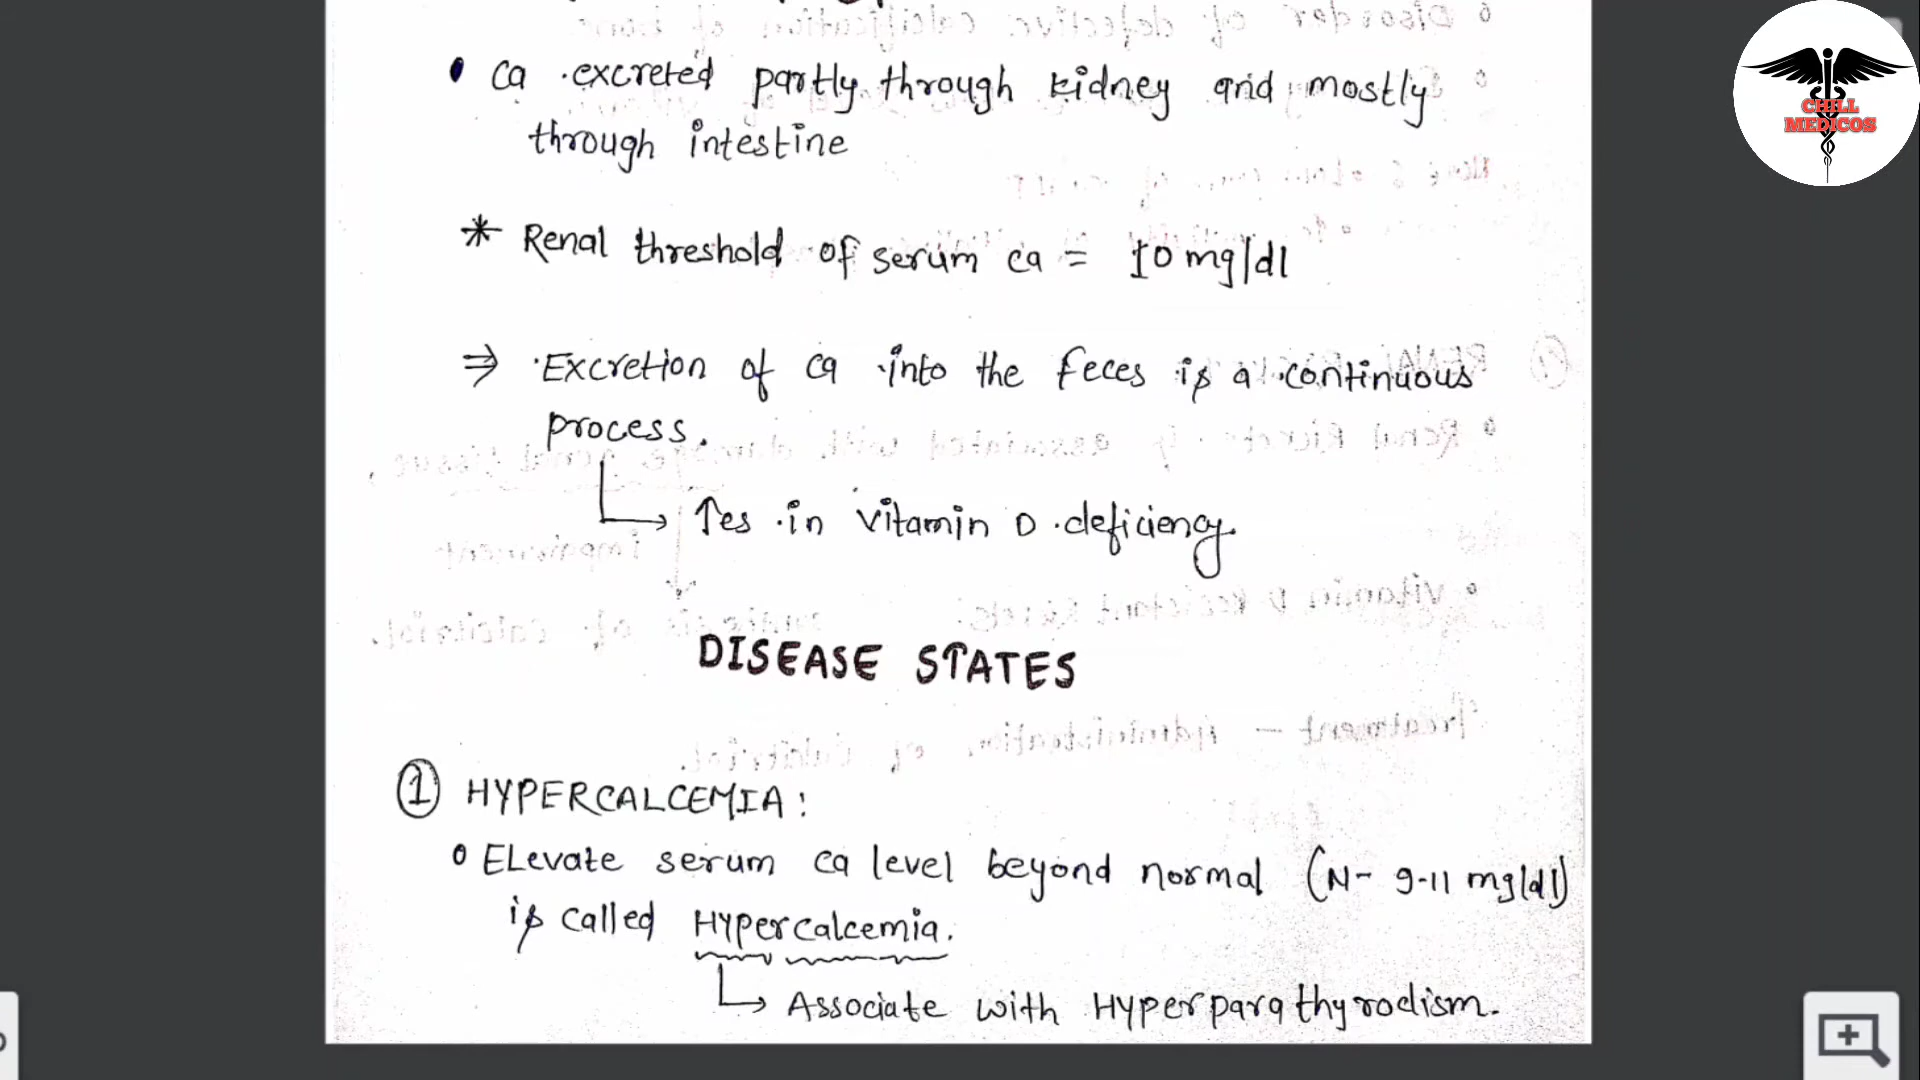 • Ca excreted partly through kidney and mostly
through intestine
* Renal threshold of serum ca = 10 mg/dl
⇒ Excretion of ca into the feces is a continuous
process.
↳ ↑es in vitamin D deficiency.
DISEASE STATES
① HYPERCALCEMIA:
• ELevate serum ca level beyond normal (N- 9-11 mg/dl)
is called Hypercalcemia.
↳ Associate with Hyperparathyrodism.
CHILL
MEDICOS